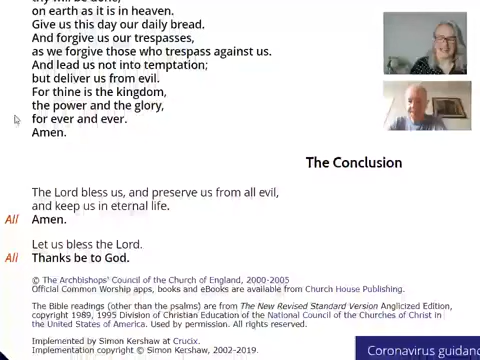 thy will be done,
on earth as it is in heaven.
Give us this day our daily bread.
And forgive us our trespasses,
as we forgive those who trespass against us.
And lead us not into temptation;
but deliver us from evil.
For thine is the kingdom,
the power and the glory,
for ever and ever.
Amen.
The Conclusion
The Lord bless us, and preserve us from all evil,
and keep us in eternal life.
All Amen.
Let us bless the Lord.
All Thanks be to God.
© The Archbishops' Council of the Church of England, 2000-2005
Official Common Worship apps, books and eBooks are available from Church House Publishing.
The Bible readings (other than the psalms) are from The New Revised Standard Version Anglicized Edition,
copyright 1989, 1995 Division of Christian Education of the National Council of the Churches of Christ in
the United States of America. Used by permission. All rights reserved.
Implemented by Simon Kershaw at Crucix.
Implementation copyright © Simon Kershaw, 2002-2019.
Coronavirus guidanc